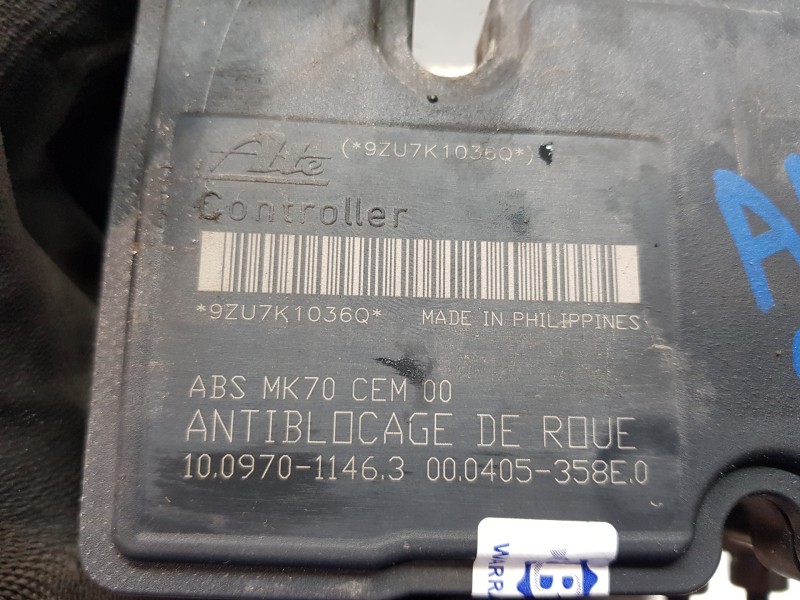 Ate (*9ZU7K1036Q*)
Controller
*9ZU7K1036Q* MADE IN PHILIPPINES
ABS MK70 CEM 00
ANTIBLOCAGE DE ROUE
10.0970-1146.3 00.0405-358E.0
B